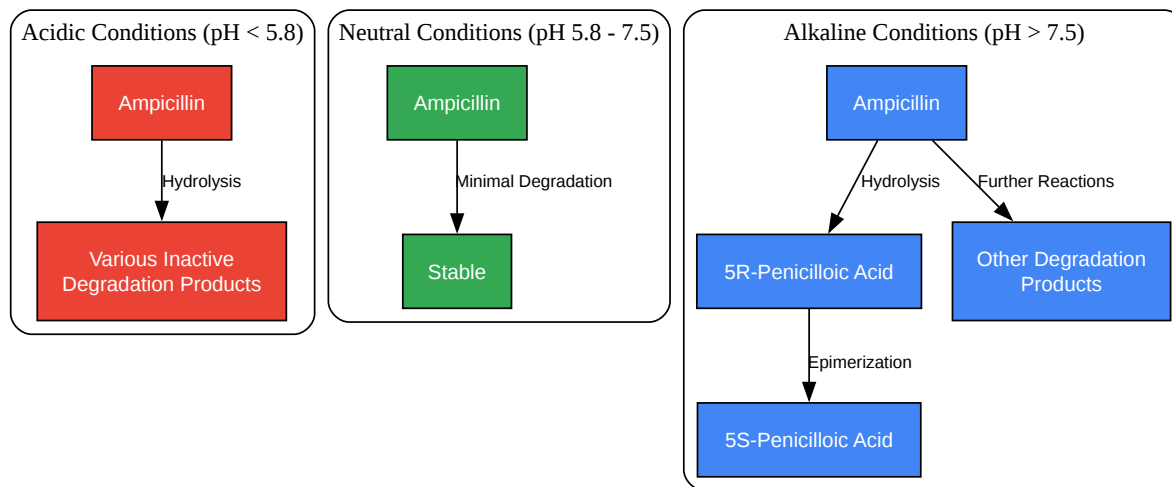 Acidic Conditions (pH < 5.8)
Ampicillin
Hydrolysis
Various Inactive
Degradation Products
Neutral Conditions (pH 5.8 - 7.5)
Ampicillin
Minimal Degradation
Stable
Alkaline Conditions (pH > 7.5)
Ampicillin
Hydrolysis
Further Reactions
5R-Penicilloic Acid
Other Degradation
Products
Epimerization
5S-Penicilloic Acid